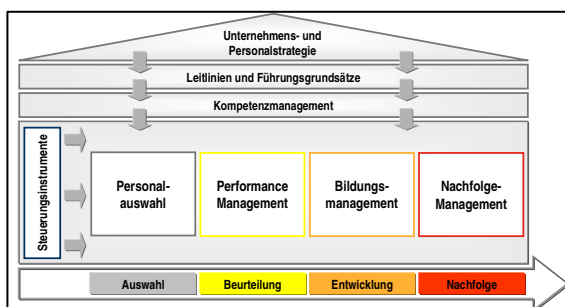 Unternehmens- und
Personalstrategie
Leitlinien und Führungsgrundsätze
Kompetenzmanagement
Steuerungsinstrumente
Personal-
auswahl
Performance
Management
Bildungs-
management
Nachfolge-
Management
Auswahl
Beurteilung
Entwicklung
Nachfolge